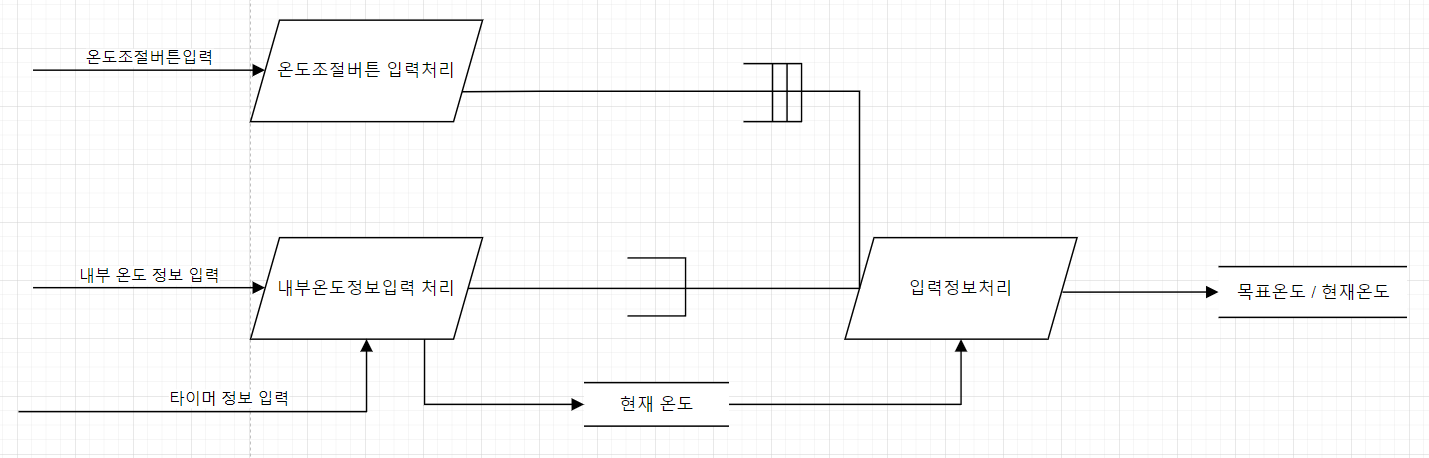 온도조절버튼입력
온도조절버튼 입력처리
내부 온도 정보 입력
내부온도정보입력 처리
입력정보처리
목표온도 / 현재온도
타이머 정보 입력
현재 온도